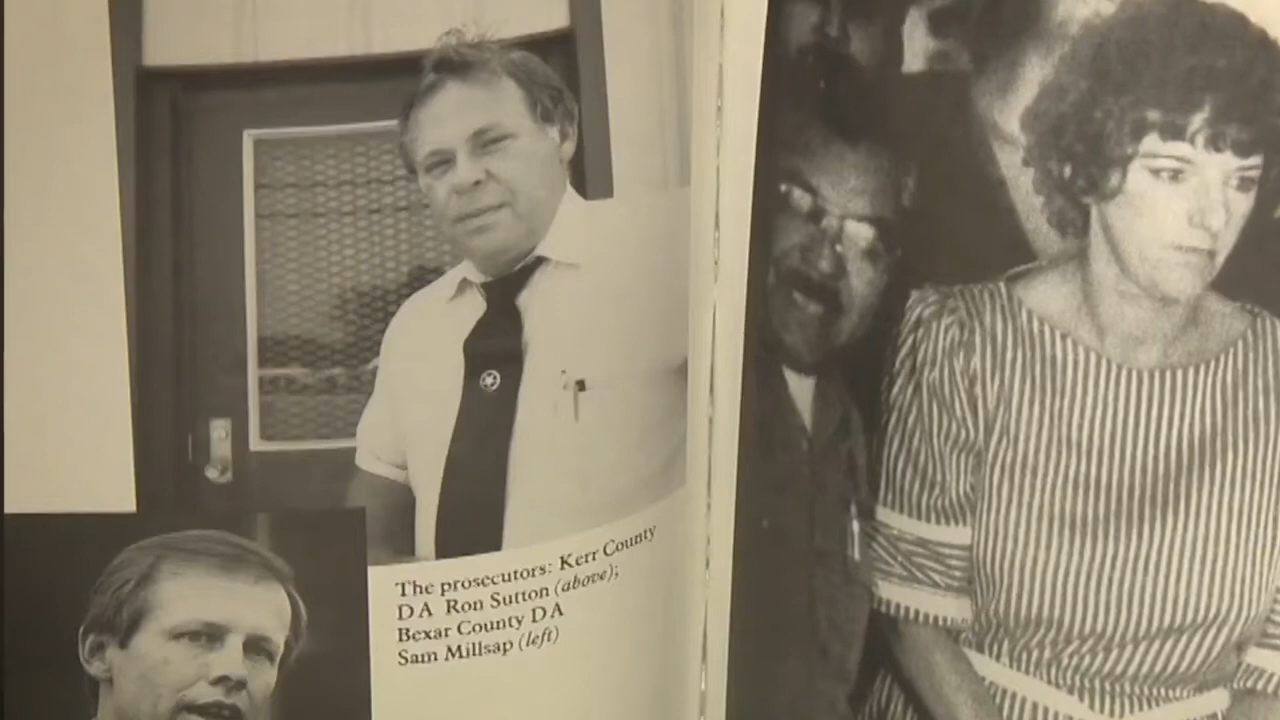 The prosecutors: Kerr County
DA Ron Sutton (above);
Bexar County DA
Sam Millsap (left)